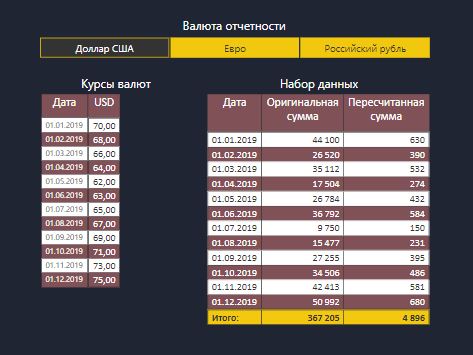 Валюта отчетности
Доллар США Евро Российский рубль
Курсы валют Набор данных
Дата USD Дата Оригинальная сумма Пересчитанная сумма
01.01.2019 70,00 01.01.2019 44 100 630
01.02.2019 68,00 01.02.2019 26 520 390
01.03.2019 66,00 01.03.2019 35 112 532
01.04.2019 64,00 01.04.2019 17 504 274
01.05.2019 62,00 01.05.2019 26 784 432
01.06.2019 63,00 01.06.2019 36 792 584
01.07.2019 65,00 01.07.2019 9 750 150
01.08.2019 67,00 01.08.2019 15 477 231
01.09.2019 69,00 01.09.2019 27 255 395
01.10.2019 71,00 01.10.2019 34 506 486
01.11.2019 73,00 01.11.2019 42 413 581
01.12.2019 75,00 01.12.2019 50 992 680
Итого: 367 205 4 896